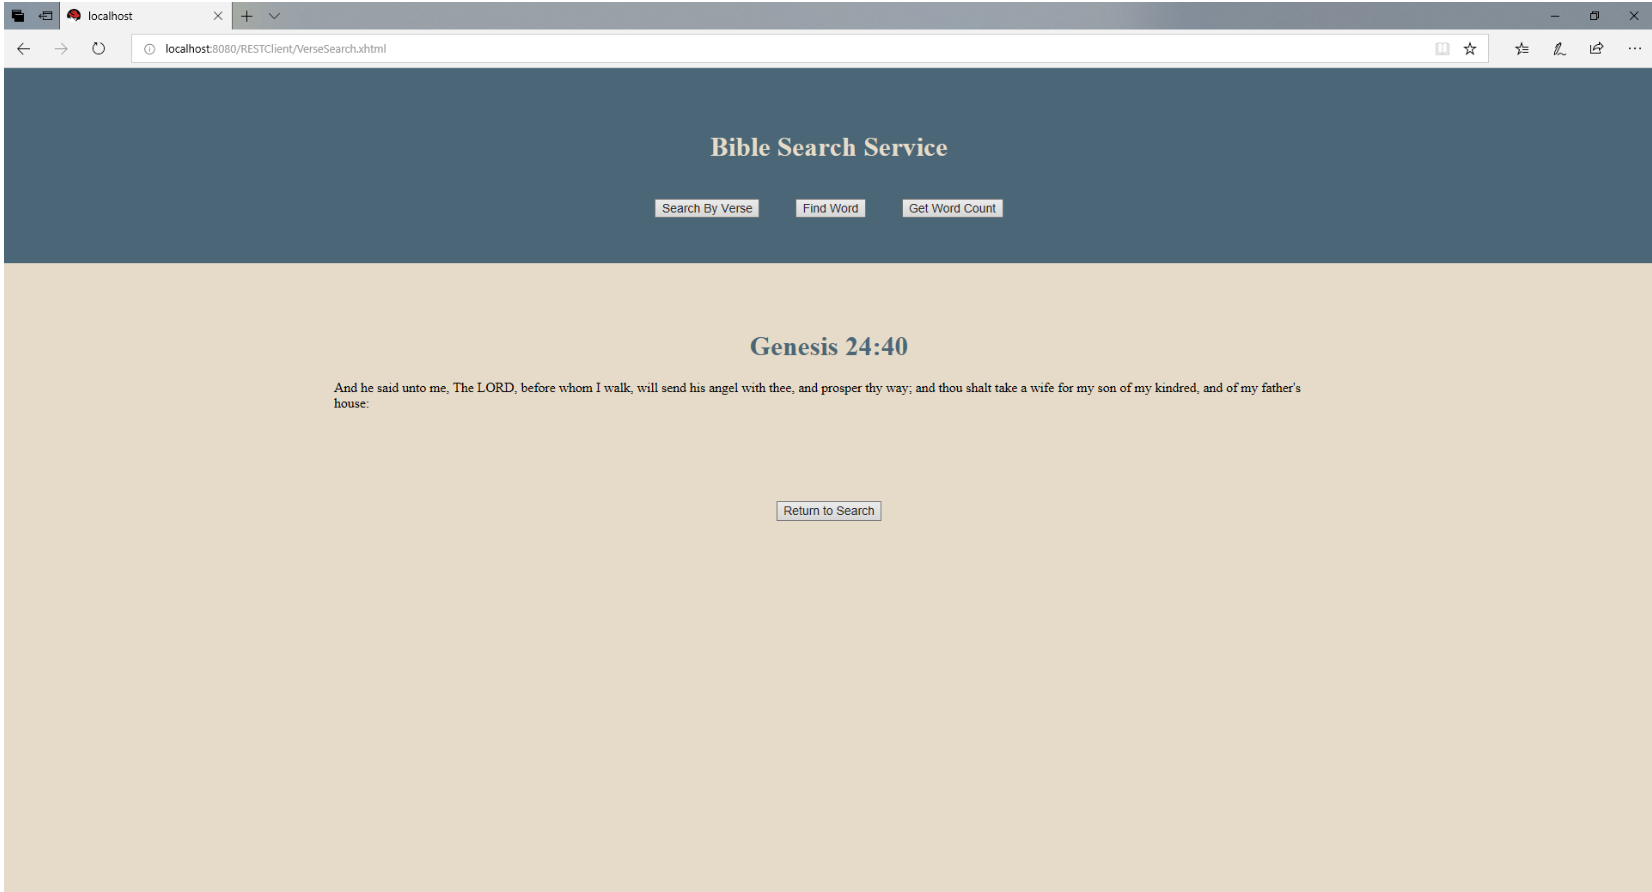 localhost
localhost:8080/RESTClient/VerseSearch.xhtml
Bible Search Service
Search By Verse Find Word Get Word Count
Genesis 24:40
And he said unto me, The LORD, before whom I walk, will send his angel with thee, and prosper thy way; and thou shalt take a wife for my son of my kindred, and of my father's
house:
Return to Search